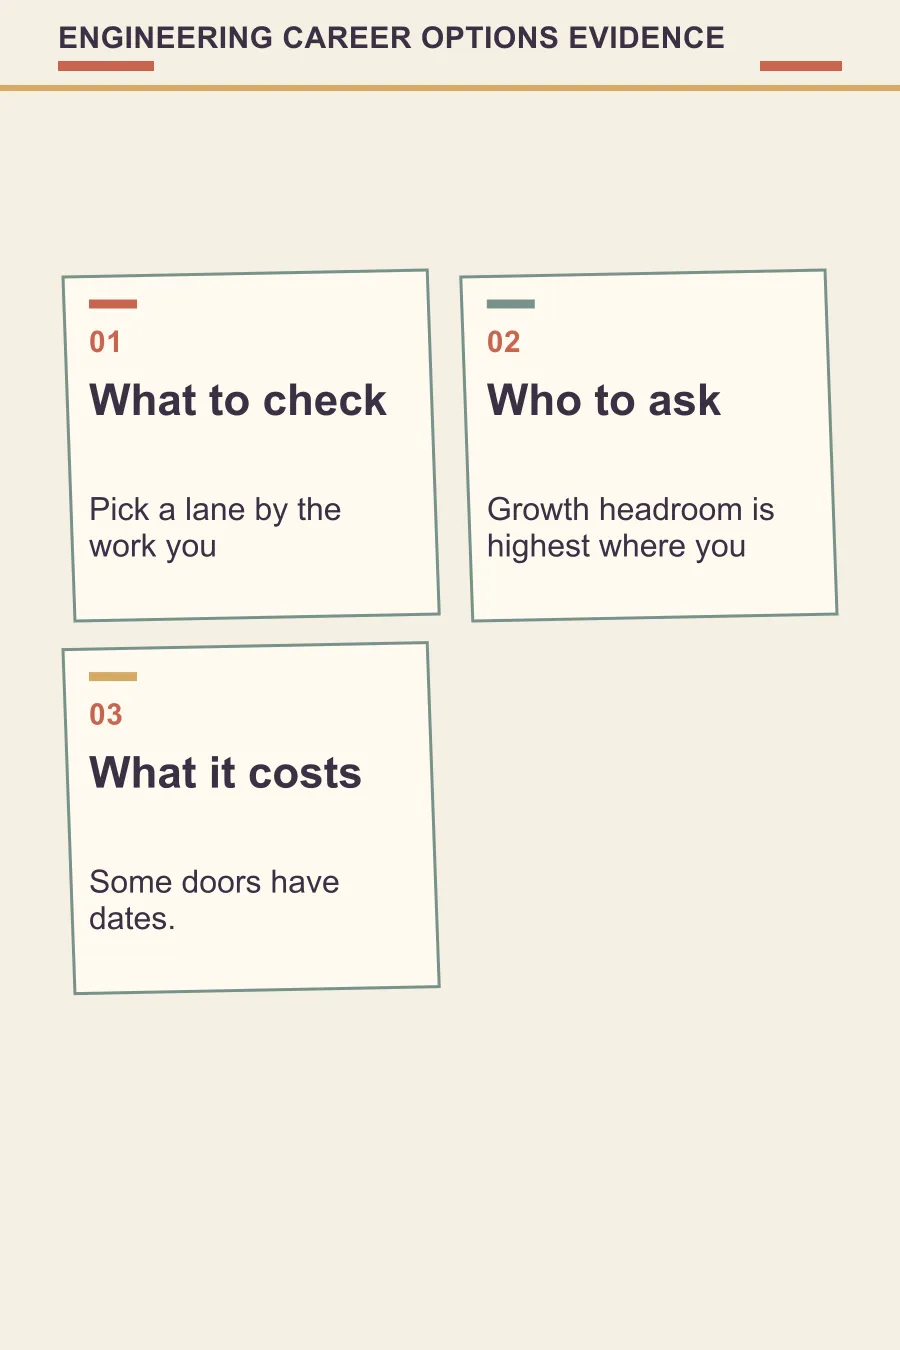 ENGINEERING CAREER OPTIONS EVIDENCE
01
What to check
Pick a lane by the
work you
02
Who to ask
Growth headroom is
highest where you
03
What it costs
Some doors have
dates.